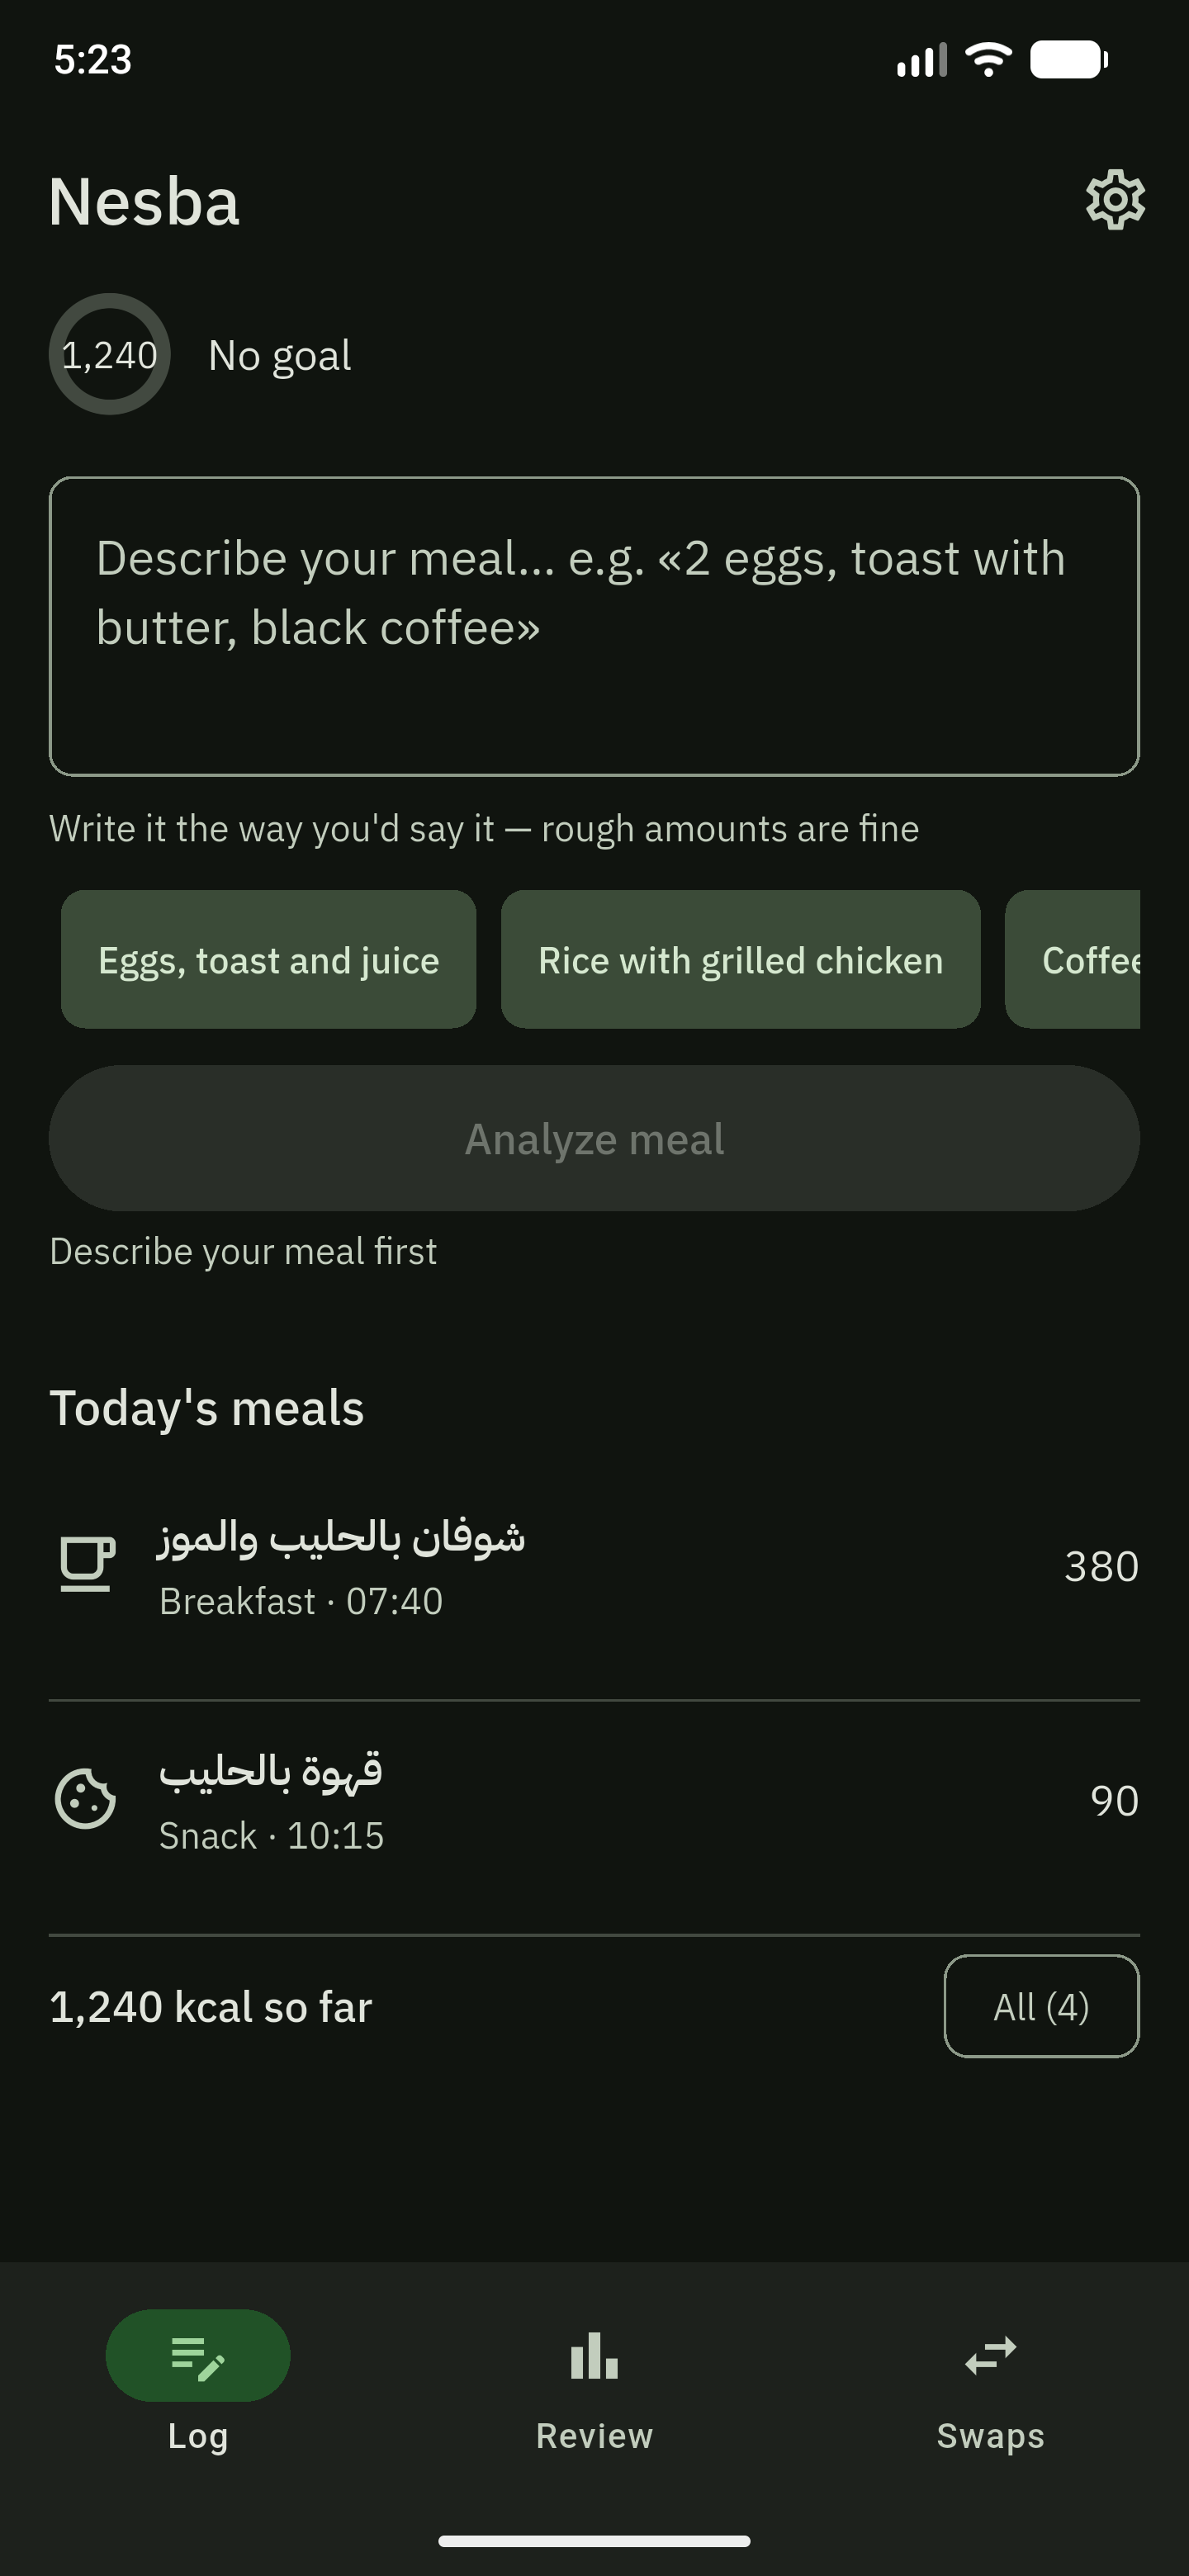 5:23
Nesba
1,240
No goal
Describe your meal... e.g. «2 eggs, toast with
butter, black coffee»
Write it the way you'd say it — rough amounts are fine
Eggs, toast and juice
Rice with grilled chicken
Coffee
Analyze meal
Describe your meal first
Today's meals
شوفان بالحليب والموز
380
Breakfast · 07:40
قهوة بالحليب
90
Snack · 10:15
1,240 kcal so far
All (4)
Log
Review
Swaps